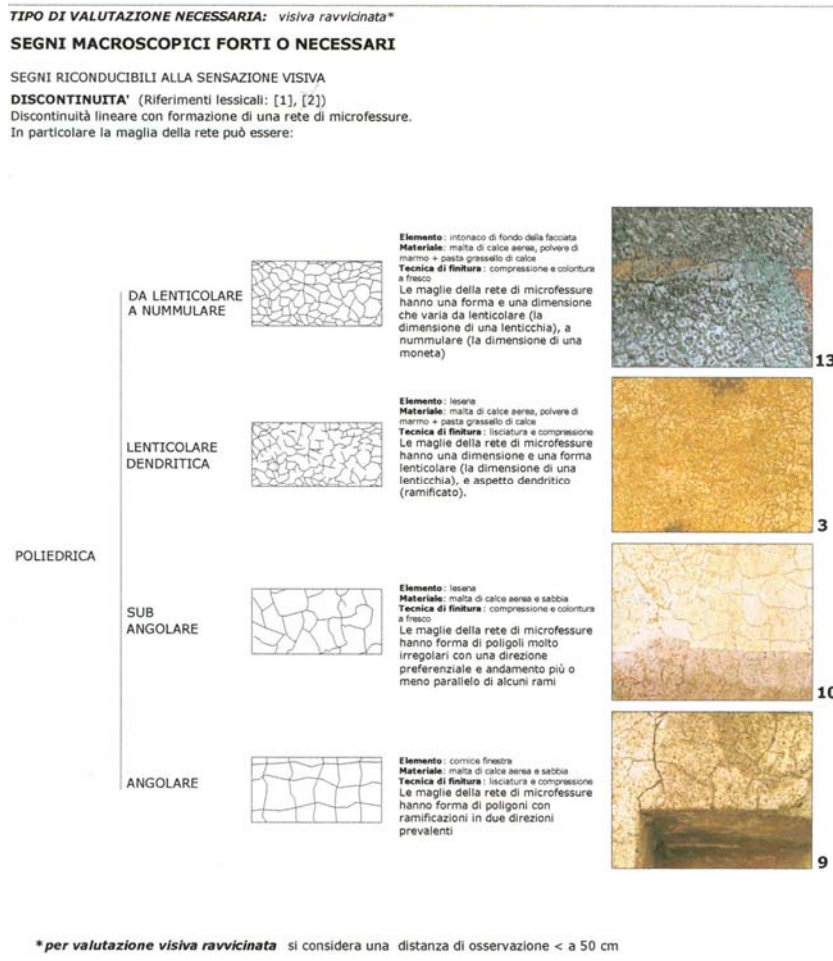 TIPO DI VALUTAZIONE NECESSARIA: visiva ravvicinata*
SEGNI MACROSCOPICI FORTI O NECESSARI
SEGNI RICONDUCIBILI ALLA SENSAZIONE VISIVA
DISCONTINUITA' (Riferimenti lessicali: [1], [2])
Discontinuità lineare con formazione di una rete di microfessure.
In particolare la maglia della rete può essere:
POLIEDRICA
DA LENTICOLARE
A NUMMULARE
Elemento: intonaco di fondo della facciata
Materiale: malta di calce aerea, polvere di
marmo + pasta grassello di calce
Tecnica di finitura: compressione e coloritura
a fresco
Le maglie della rete di microfessure
hanno una forma e una dimensione
che varia da lenticolare (la
dimensione di una lenticchia), a
nummulare (la dimensione di una
moneta)
13
LENTICOLARE
DENDRITICA
Elemento: lesena
Materiale: malta di calce aerea, polvere di
marmo + pasta grassello di calce
Tecnica di finitura: lisciatura e compressione
Le maglie della rete di microfessure
hanno una dimensione e una forma
lenticolare (la dimensione di una
lenticchia), e aspetto dendritico
(ramificato).
3
SUB
ANGOLARE
Elemento: lesena
Materiale: malta di calce aerea e sabbia
Tecnica di finitura: compressione e coloritura
a fresco
Le maglie della rete di microfessure
hanno forma di poligoli molto
irregolari con una direzione
preferenziale e andamento più o
meno parallelo di alcuni rami
10
ANGOLARE
Elemento: cornice finestra
Materiale: malta di calce aerea e sabbia
Tecnica di finitura: lisciatura e compressione
Le maglie della rete di microfessure
hanno forma di poligoni con
ramificazioni in due direzioni
prevalenti
9
*per valutazione visiva ravvicinata si considera una distanza di osservazione < a 50 cm